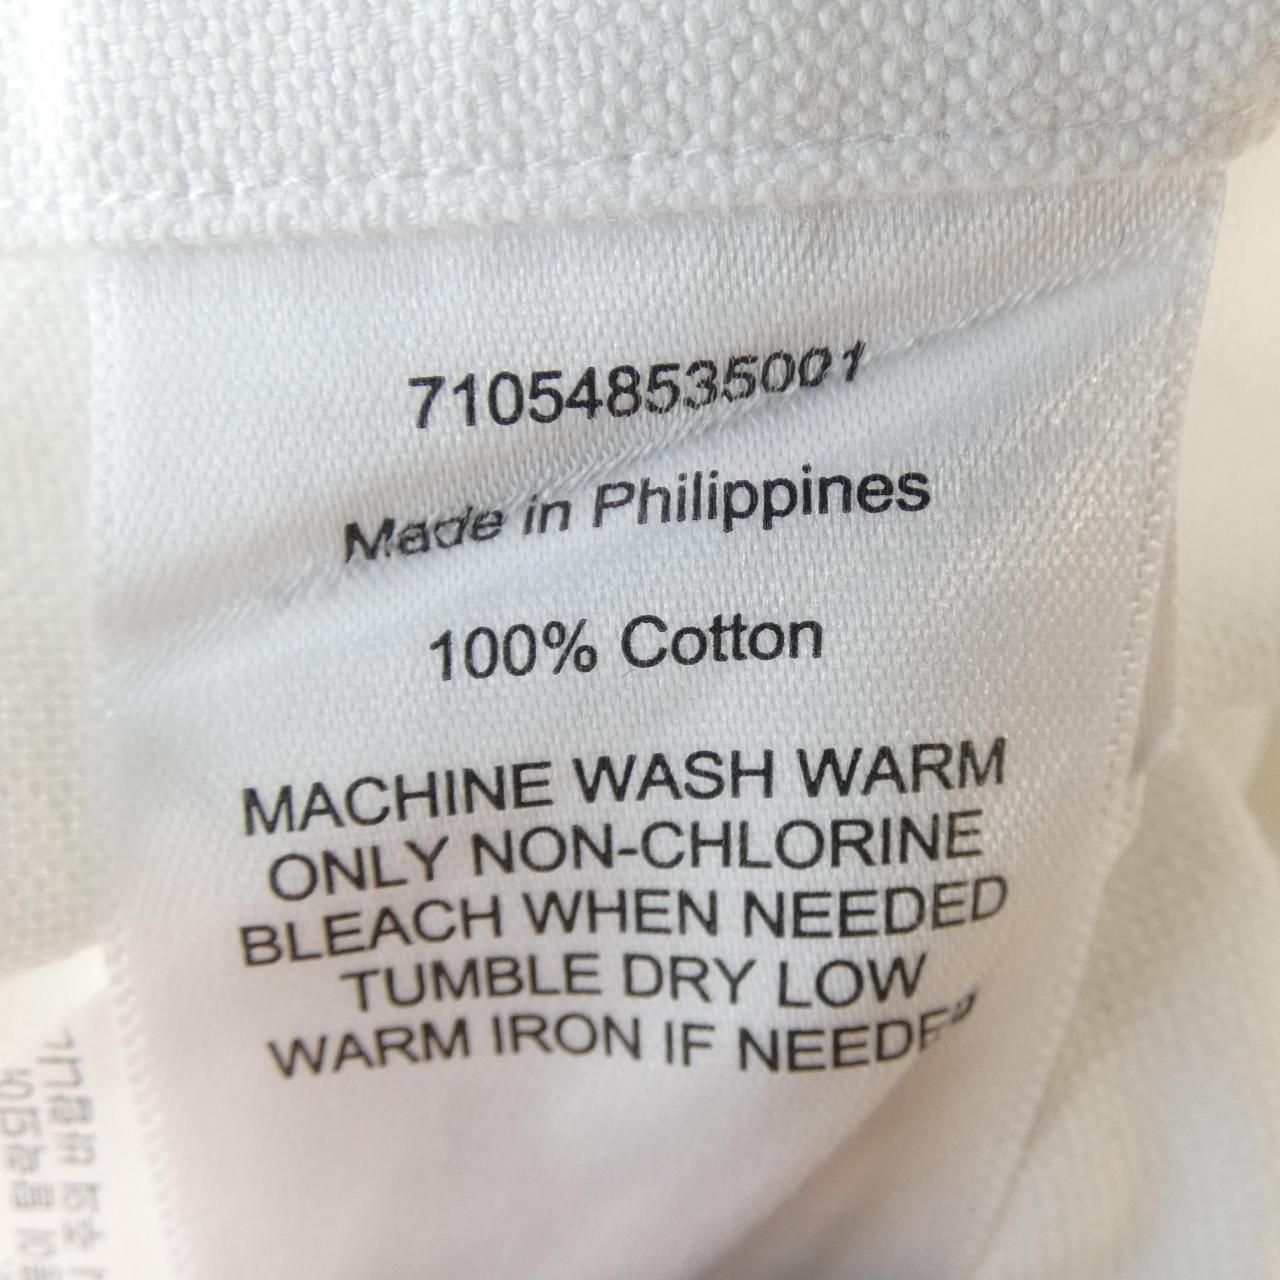 710548535001
Made in Philippines
100% Cotton
MACHINE WASH WARM
ONLY NON-CHLORINE
BLEACH WHEN NEEDED
TUMBLE DRY LOW
WARM IRON IF NEEDED